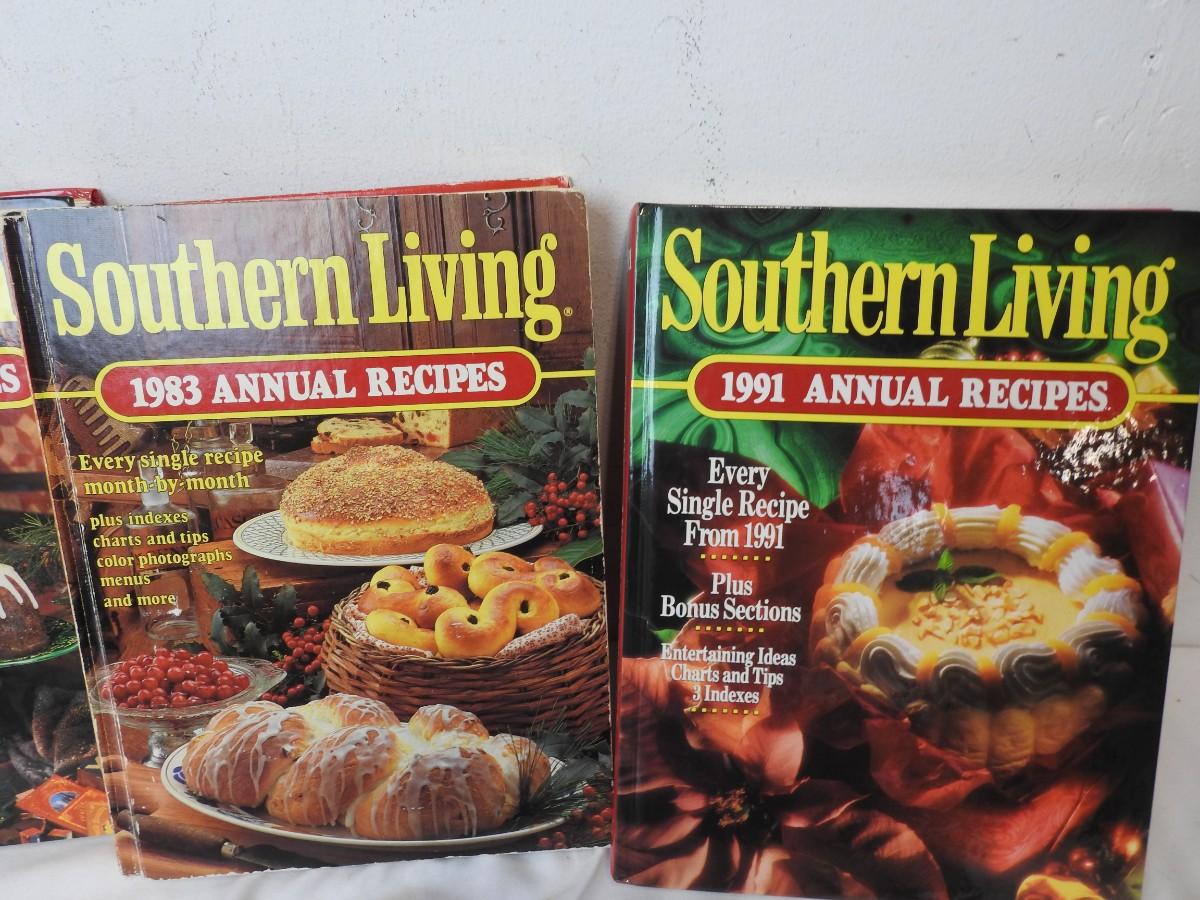 Southern Living®
1983 ANNUAL RECIPES
Every single recipe
month-by-month
plus indexes
charts and tips
color photographs
menus
and more
Southern Living
1991 ANNUAL RECIPES
Every
Single Recipe
From 1991
Plus
Bonus Sections
Entertaining Ideas
Charts and Tips
3 Indexes